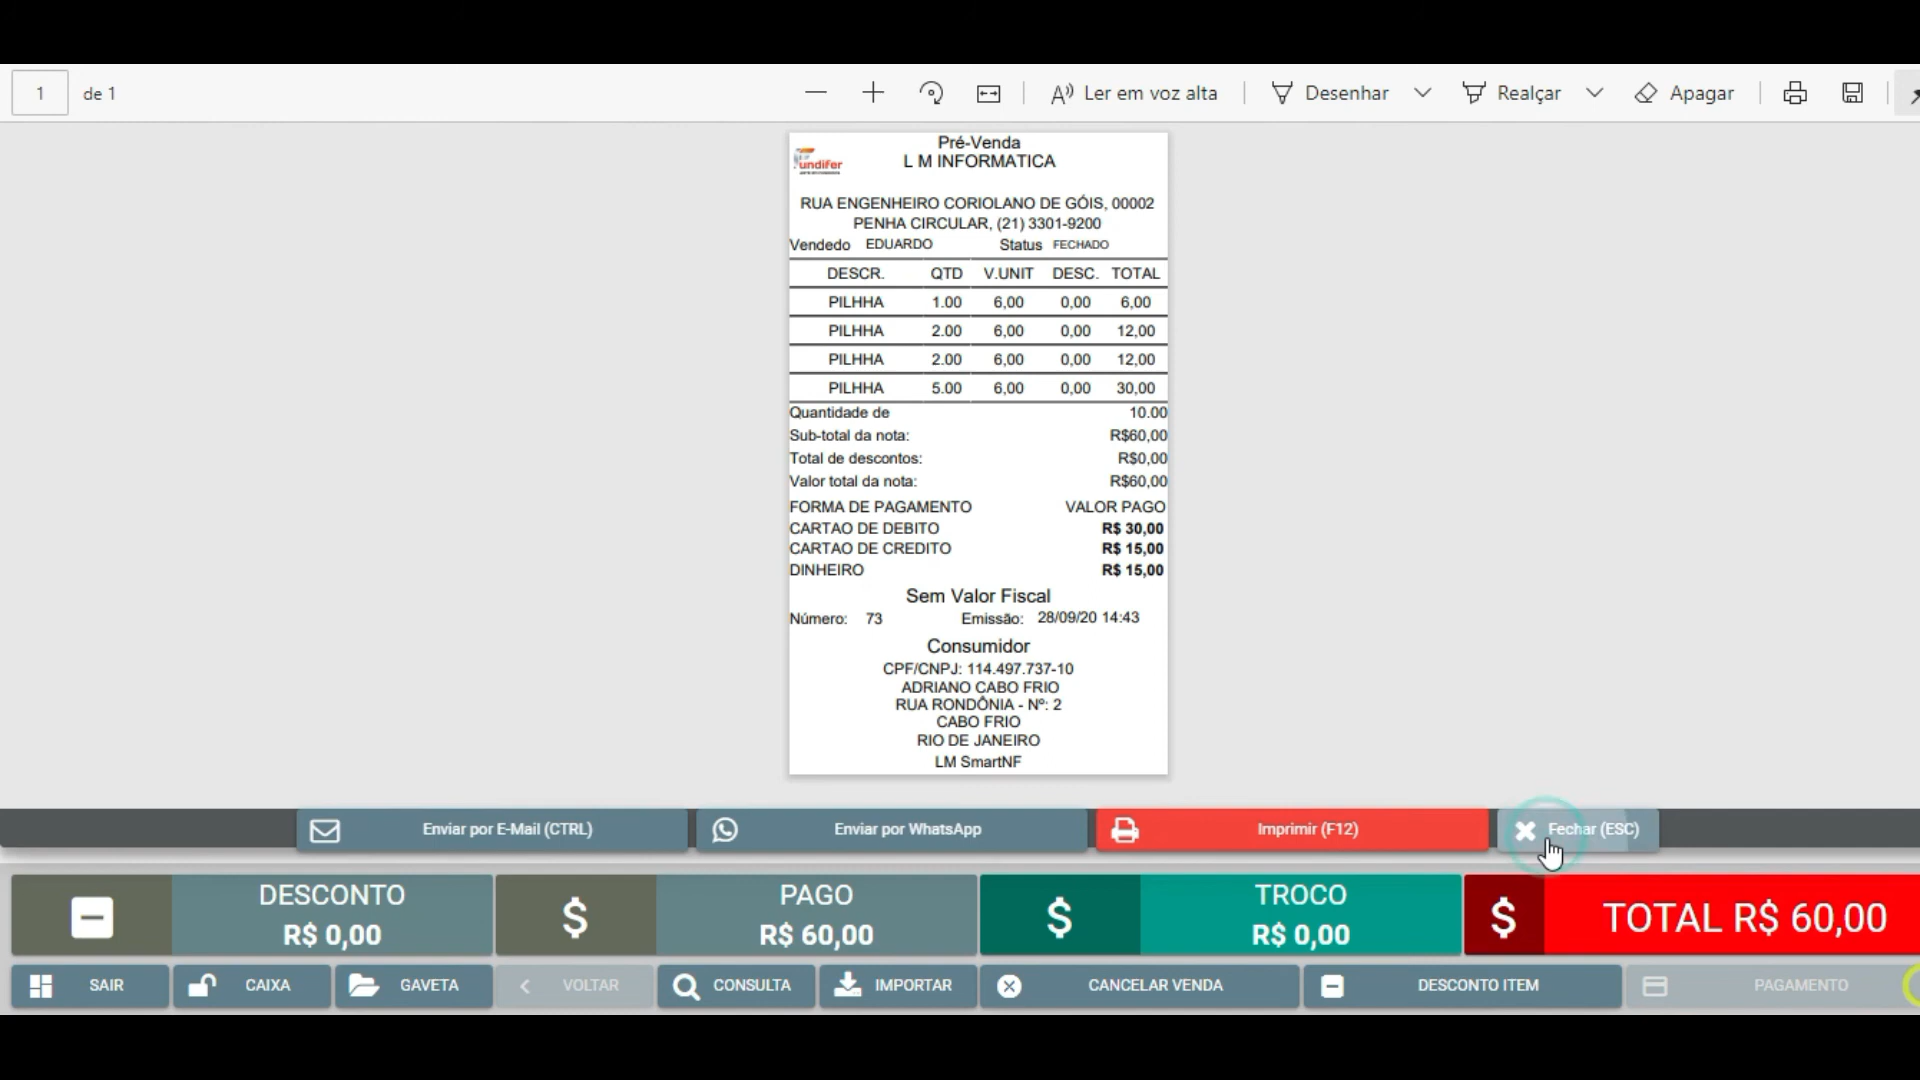 1 de 1 Ler em voz alta Desenhar Realçar Apagar
Pré-Venda
undifer L M INFORMATICA
RUA ENGENHEIRO CORIOLANO DE GÓIS, 00002
PENHA CIRCULAR, (21) 3301-9200
Vendedo EDUARDO Status FECHADO
DESCR. QTD V.UNIT DESC. TOTAL
PILHHA 1.00 6,00 0,00 6,00
PILHHA 2.00 6,00 0,00 12,00
PILHHA 2.00 6,00 0,00 12,00
PILHHA 5.00 6,00 0,00 30,00
Quantidade de 10.00
Sub-total da nota: R$60,00
Total de descontos: R$0,00
Valor total da nota: R$60,00
FORMA DE PAGAMENTO VALOR PAGO
CARTAO DE DEBITO R$ 30,00
CARTAO DE CREDITO R$ 15,00
DINHEIRO R$ 15,00
Sem Valor Fiscal
Número: 73 Emissão: 28/09/20 14:43
Consumidor
CPF/CNPJ: 114.497.737-10
ADRIANO CABO FRIO
RUA RONDÔNIA - Nº: 2
CABO FRIO
RIO DE JANEIRO
LM SmartNF
Enviar por E-Mail (CTRL) Enviar por WhatsApp Imprimir (F12) Fechar (ESC)
DESCONTO PAGO TROCO
R$ 0,00 R$ 60,00 R$ 0,00 TOTAL R$ 60,00
SAIR CAIXA GAVETA VOLTAR CONSULTA IMPORTAR CANCELAR VENDA DESCONTO ITEM PAGAMENTO